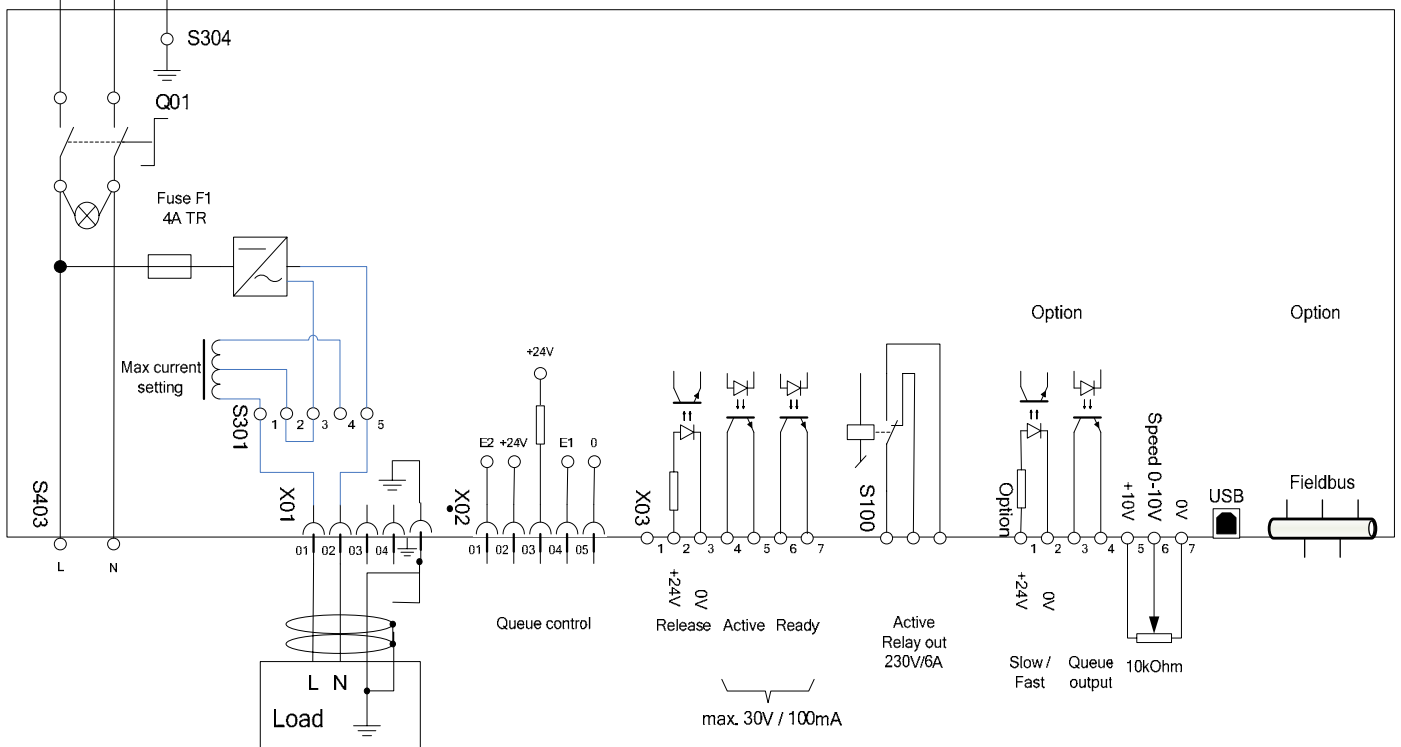 S304
Q01
Fuse F1
4A TR
Option
Option
Max current
setting
S301
1
2
3
4
5
+24V
E2
+24V
E1
0
S403
X01
X02
X03
S100
Option
+10V
Speed 0-10V
0V
USB
Fieldbus
01
02
03
04
01
02
03
04
05
1
2
3
4
5
6
7
1
2
3
4
5
6
7
L
N
+24V
0V
+24V
0V
Queue control
Release
Active
Ready
Active
Relay out
230V/6A
Slow /
Fast
Queue
output
10kOhm
L N
Load
max. 30V / 100mA